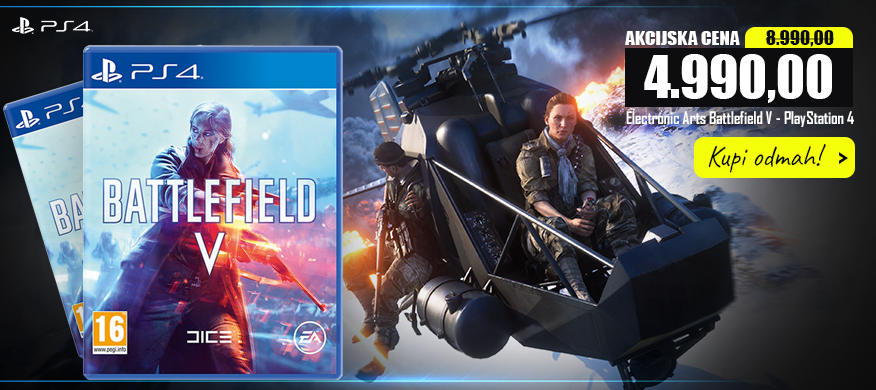 PS4
PS4
PS4
BATTLEFIELD
V
16
www.pegi.info
DICE
EA
AKCIJSKA CENA 8.990,00
4.990,00
Electronic Arts Battlefield V - PlayStation 4
Kupi odmah! >